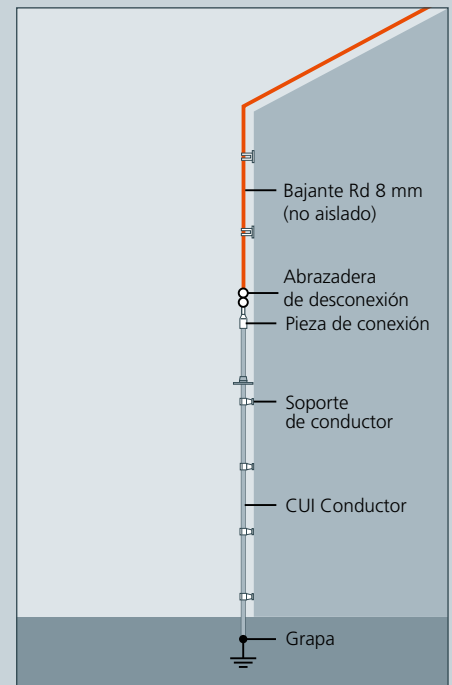 Bajante Rd 8 mm
(no aislado)
Abrazadera
de desconexión
Pieza de conexión
Soporte
de conductor
CUI Conductor
Grapa